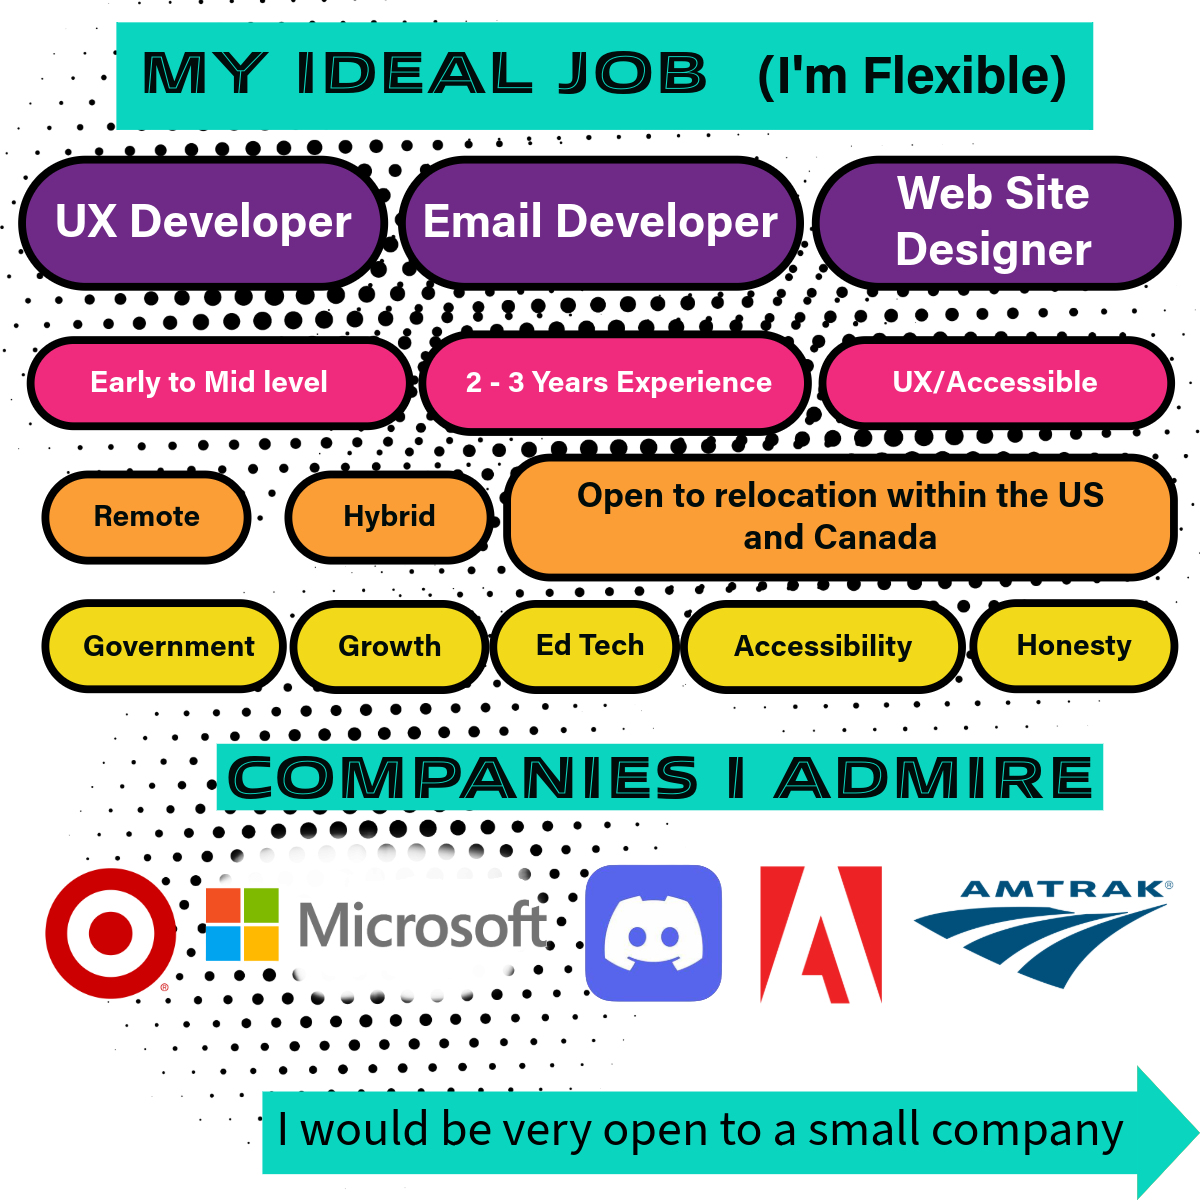 MY IDEAL JOB (I'm Flexible)
UX Developer
Email Developer
Web Site
Designer
Early to Mid level
2 - 3 Years Experience
UX/Accessible
Remote
Hybrid
Open to relocation within the US
and Canada
Government
Growth
Ed Tech
Accessibility
Honesty
COMPANIES I ADMIRE
®
Microsoft
AMTRAK®
I would be very open to a small company